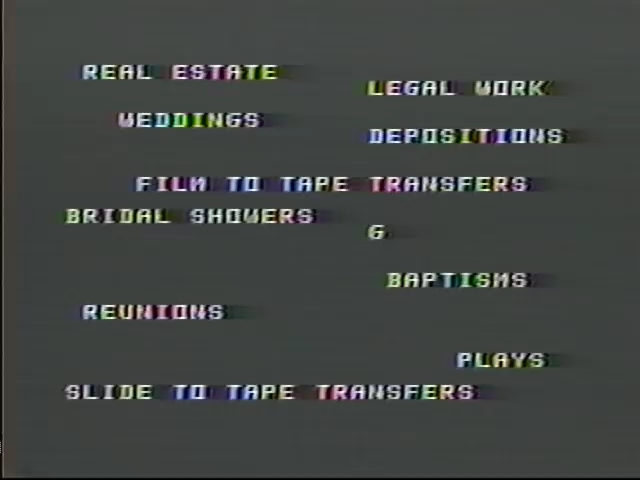 REAL ESTATE
LEGAL WORK
WEDDINGS
DEPOSITIONS
FILM TO TAPE TRANSFERS
BRIDAL SHOWERS
G
BAPTISMS
REUNIONS
PLAYS
SLIDE TO TAPE TRANSFERS